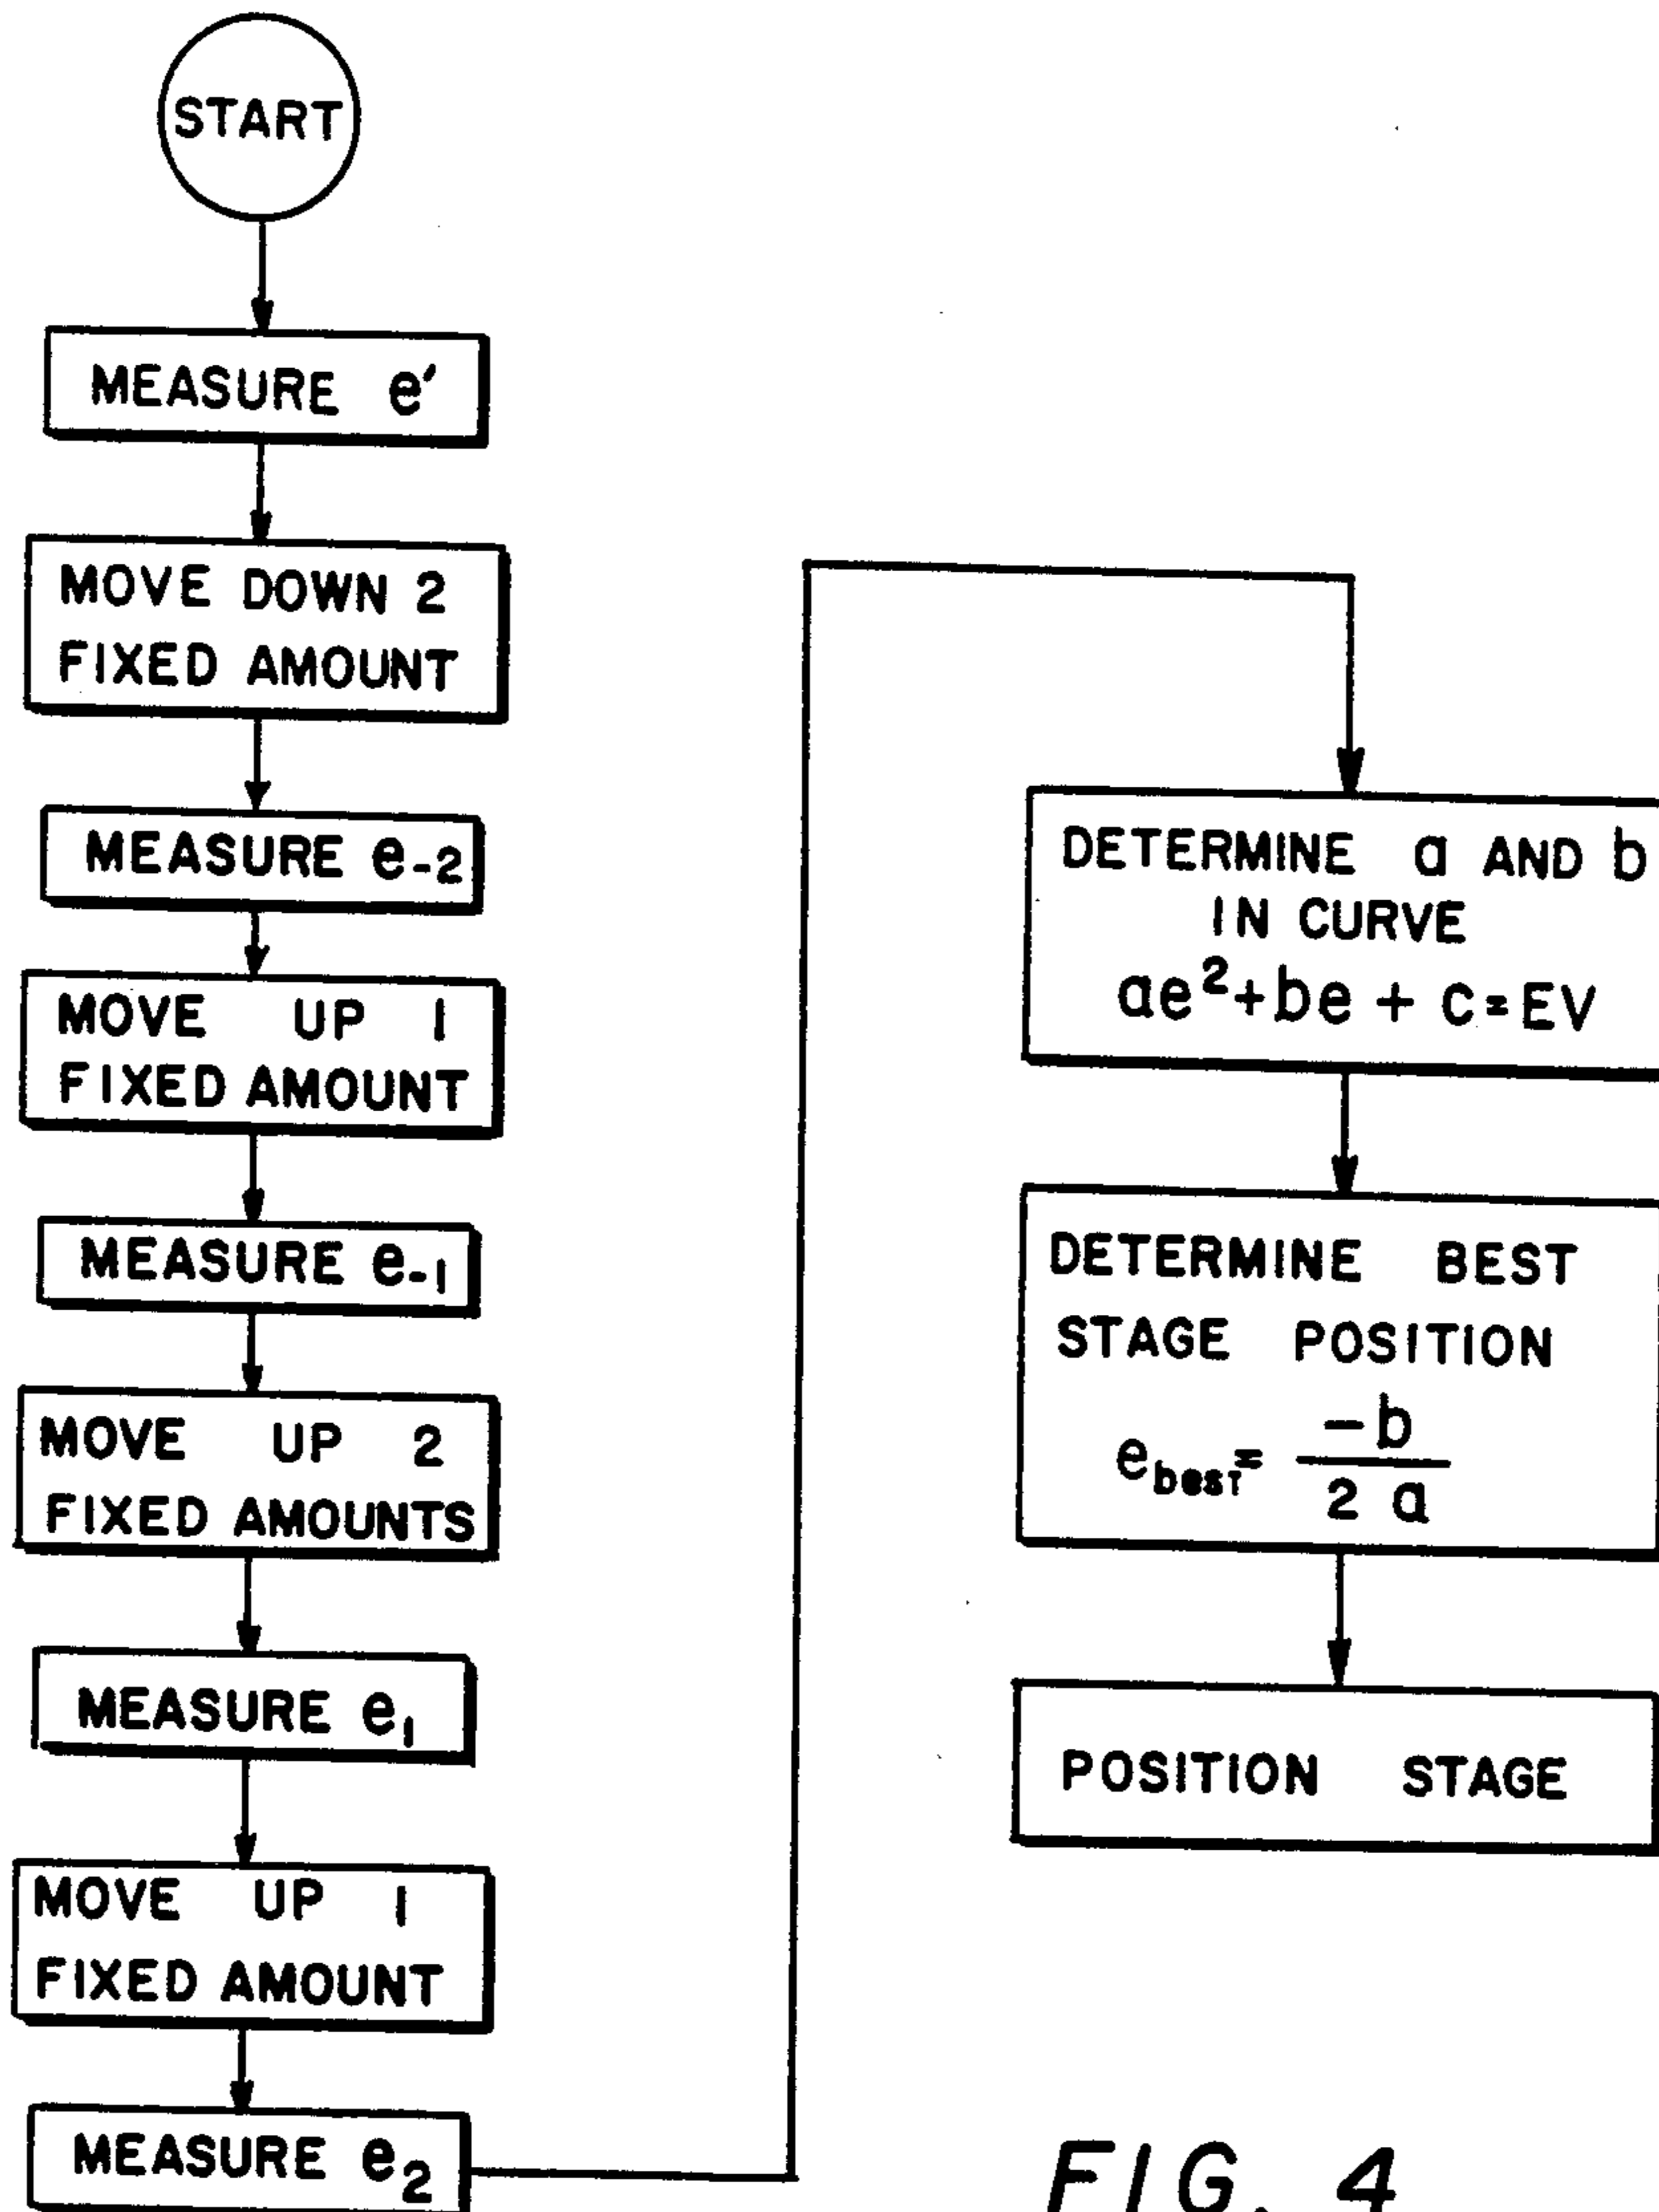 START
MEASURE e′
MOVE DOWN 2
FIXED AMOUNT
MEASURE e-2
MOVE UP 1
FIXED AMOUNT
MEASURE e-1
MOVE UP 2
FIXED AMOUNTS
MEASURE e1
MOVE UP 1
FIXED AMOUNT
MEASURE e2
DETERMINE a AND b
IN CURVE
ae²+be + c=EV
DETERMINE BEST
STAGE POSITION
ebest= -b / 2 a
POSITION STAGE
FIG. 4